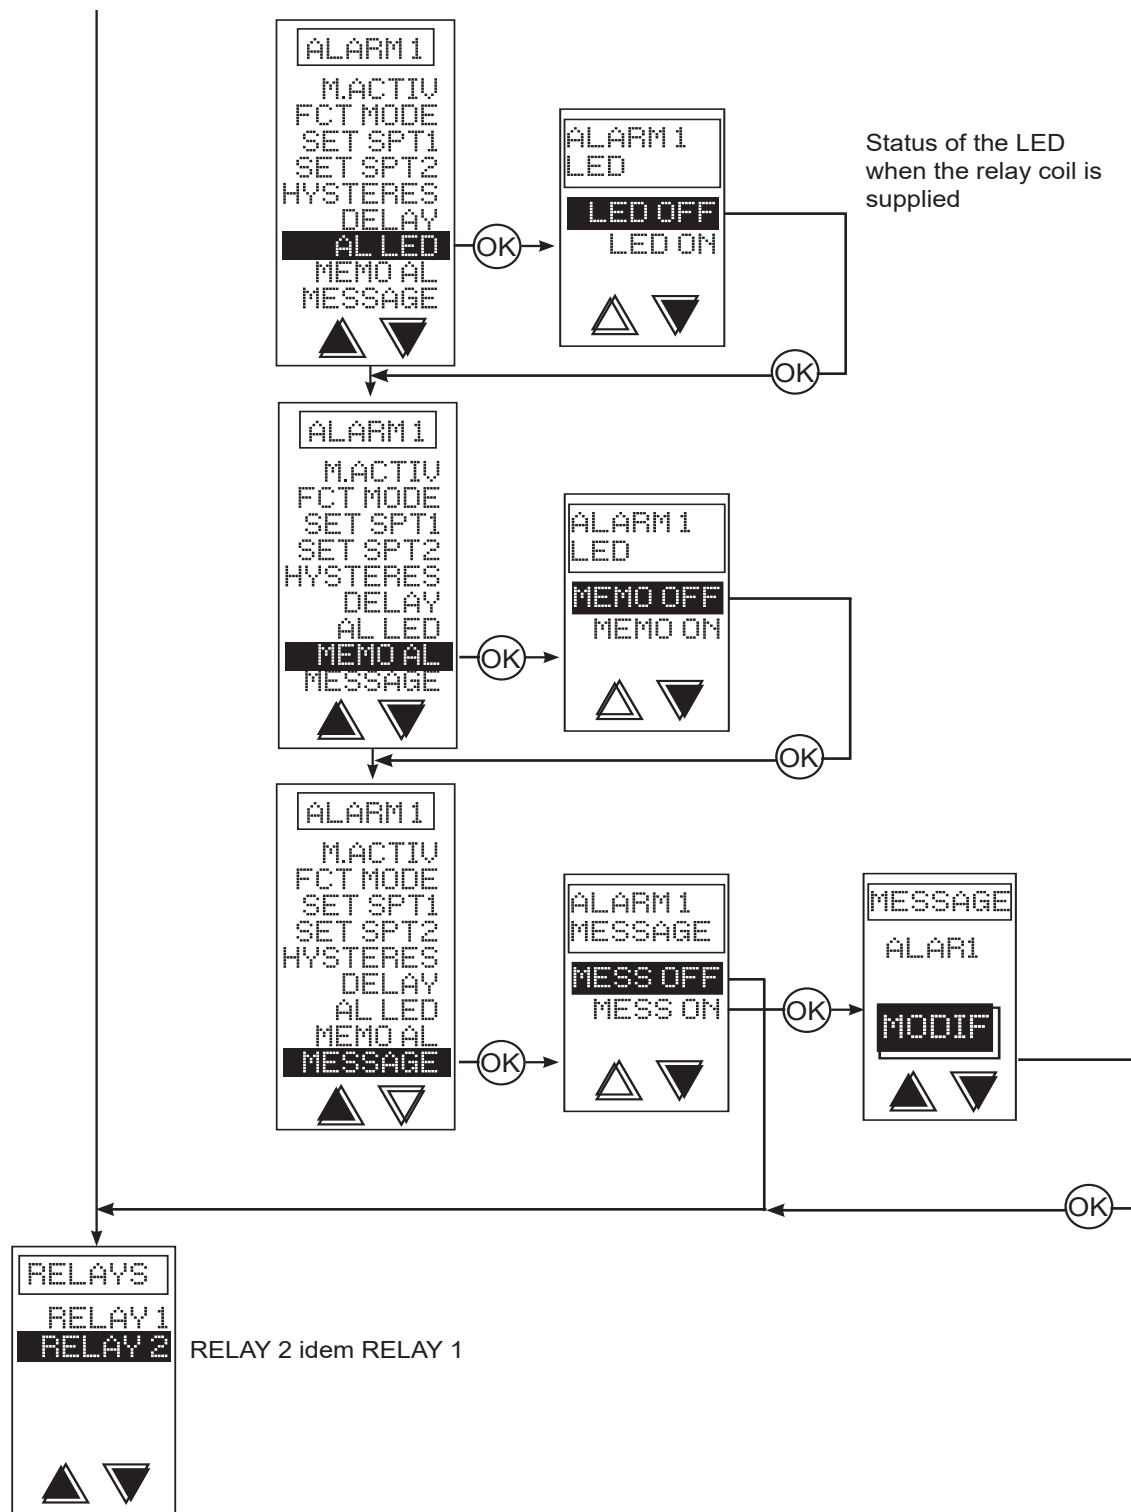 ALARM 1
M.ACTIV
FCT MODE
SET SPT1
SET SPT2
HYSTERES
DELAY
AL LED
MEMO AL
MESSAGE
OK
ALARM 1
LED
LED OFF
LED ON
Status of the LED
when the relay coil is
supplied
OK
ALARM 1
M.ACTIV
FCT MODE
SET SPT1
SET SPT2
HYSTERES
DELAY
AL LED
MEMO AL
MESSAGE
OK
ALARM 1
LED
MEMO OFF
MEMO ON
OK
ALARM 1
M.ACTIV
FCT MODE
SET SPT1
SET SPT2
HYSTERES
DELAY
AL LED
MEMO AL
MESSAGE
OK
ALARM 1
MESSAGE
MESS OFF
MESS ON
OK
MESSAGE
ALAR1
MODIF
OK
RELAYS
RELAY 1
RELAY 2
RELAY 2 idem RELAY 1